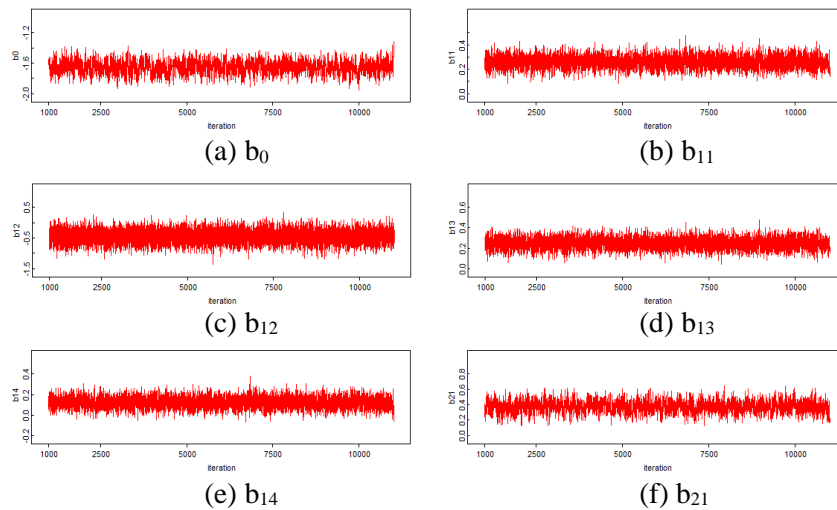 b0
-1.2
-1.6
-2.0
1000 2500 5000 7500 10000
iteration
(a) b₀
b11
0.4
0.2
0.0
1000 2500 5000 7500 10000
iteration
(b) b₁₁
b12
0.5
-0.5
-1.5
1000 2500 5000 7500 10000
iteration
(c) b₁₂
b13
0.6
0.4
0.2
0.0
1000 2500 5000 7500 10000
iteration
(d) b₁₃
b14
0.4
0.2
0.0
-0.2
1000 2500 5000 7500 10000
iteration
(e) b₁₄
b21
0.8
0.6
0.4
0.2
0.0
1000 2500 5000 7500 10000
iteration
(f) b₂₁